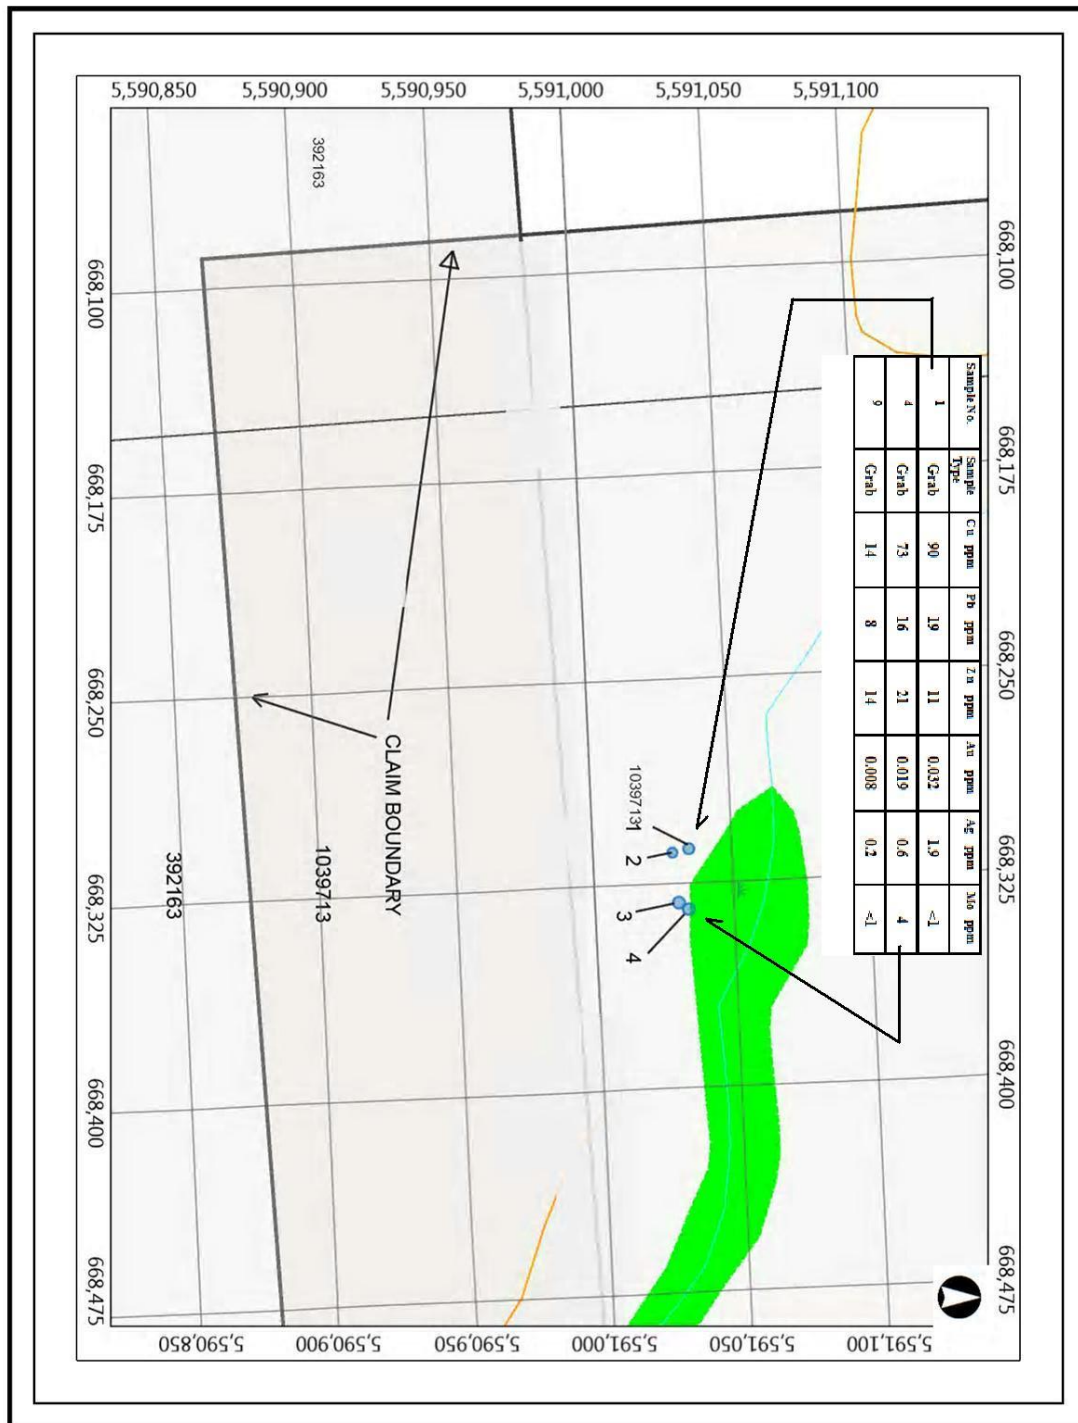 5,590,850 5,590,900 5,590,950 5,591,000 5,591,050 5,591,100
392163
668,100
668,175
668,250
668,325
668,400
668,475
668,100
668,175
668,250
668,325
668,400
668,475
Sample No. Sample Type Cu ppm Pb ppm Zn ppm Au ppm Ag ppm Mo ppm
1 Grab 90 19 11 0.032 1.9 <1
4 Grab 73 16 21 0.019 0.6 4
9 Grab 14 8 14 0.008 0.2 <1
CLAIM BOUNDARY
1039713
1
2
3
4
1039713
392163
5,590,850 5,590,900 5,590,950 5,591,000 5,591,050 5,591,100